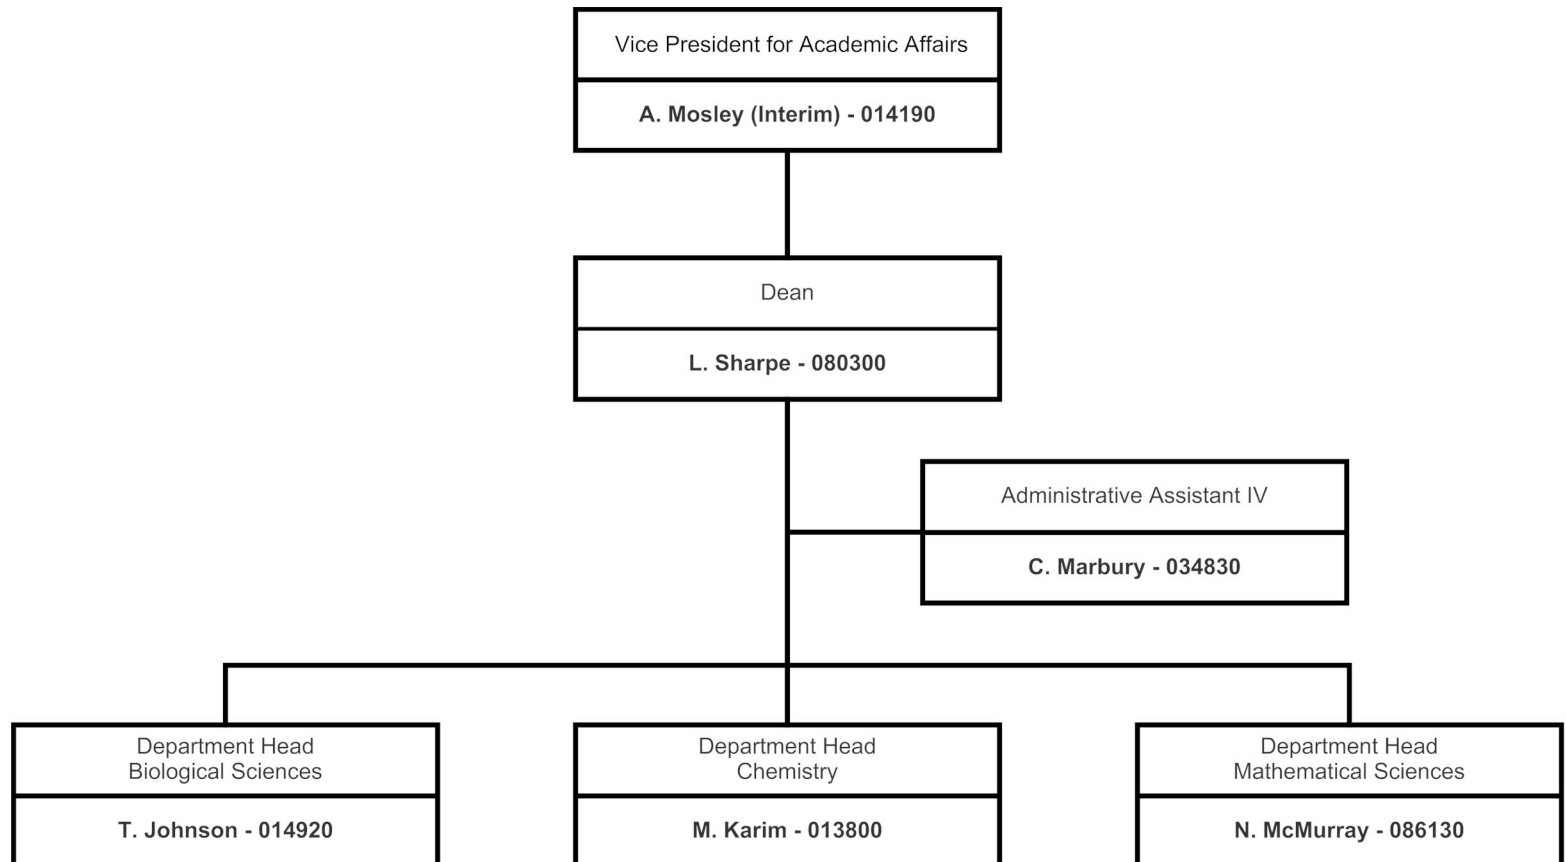 Vice President for Academic Affairs
A. Mosley (Interim) - 014190
Dean
L. Sharpe - 080300
Administrative Assistant IV
C. Marbury - 034830
Department Head
Biological Sciences
T. Johnson - 014920
Department Head
Chemistry
M. Karim - 013800
Department Head
Mathematical Sciences
N. McMurray - 086130